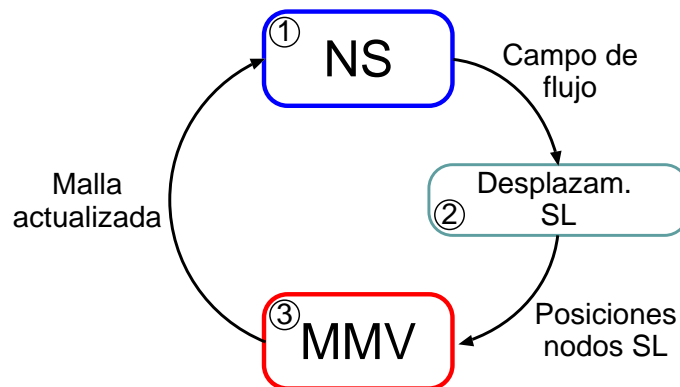 ①
NS
Campo de
flujo
Desplazam.
②
SL
Posiciones
nodos SL
③
MMV
Malla
actualizada